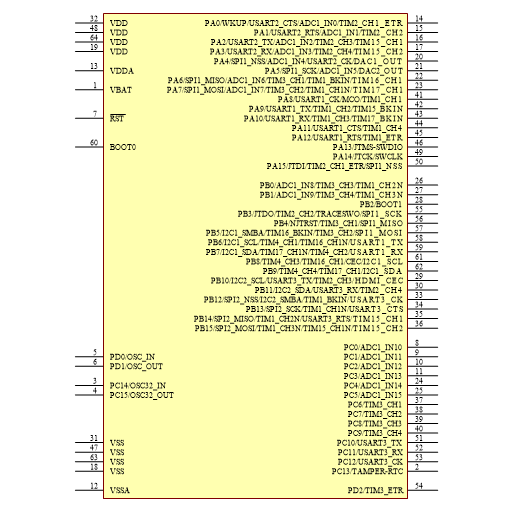 32 VDD
48 VDD
64 VDD
19 VDD
13 VDDA
1 VBAT
7 RST
60 BOOT0
5 PD0/OSC_IN
6 PD1/OSC_OUT
3 PC14/OSC32_IN
4 PC15/OSC32_OUT
31 VSS
47 VSS
63 VSS
18 VSS
12 VSSA
PA0/WKUP/USART2_CTS/ADC1_IN0/TIM2_CH1_ETR 14
PA1/USART2_RTS/ADC1_IN1/TIM2_CH2 15
PA2/USART2_TX/ADC1_IN2/TIM2_CH3/TIM15_CH1 16
PA3/USART2_RX/ADC1_IN3/TIM2_CH4/TIM15_CH2 17
PA4/SPI1_NSS/ADC1_IN4/USART2_CK/DAC1_OUT 20
PA5/SPI1_SCK/ADC1_IN5/DAC2_OUT 21
PA6/SPI1_MISO/ADC1_IN6/TIM3_CH1/TIM1_BKIN/TIM16_CH1 22
PA7/SPI1_MOSI/ADC1_IN7/TIM3_CH2/TIM1_CH1N/TIM17_CH1 23
PA8/USART1_CK/MCO/TIM1_CH1 41
PA9/USART1_TX/TIM1_CH2/TIM15_BKIN 42
PA10/USART1_RX/TIM1_CH3/TIM17_BKIN 43
PA11/USART1_CTS/TIM1_CH4 44
PA12/USART1_RTS/TIM1_ETR 45
PA13/JTMS-SWDIO 46
PA14/JTCK/SWCLK 49
PA15/JTDI/TIM2_CH1_ETR/SPI1_NSS 50
PB0/ADC1_IN8/TIM3_CH3/TIM1_CH2N 26
PB1/ADC1_IN9/TIM3_CH4/TIM1_CH3N 27
PB2/BOOT1 28
PB3/JTDO/TIM2_CH2/TRACESWO/SPI1_SCK 55
PB4/NJTRST/TIM3_CH1/SPI1_MISO 56
PB5/I2C1_SMBA/TIM16_BKIN/TIM3_CH2/SPI1_MOSI 57
PB6/I2C1_SCL/TIM4_CH1/TIM16_CH1N/USART1_TX 58
PB7/I2C1_SDA/TIM17_CH1N/TIM4_CH2/USART1_RX 59
PB8/TIM4_CH3/TIM16_CH1/CEC/I2C1_SCL 61
PB9/TIM4_CH4/TIM17_CH1/I2C1_SDA 62
PB10/I2C2_SCL/USART3_TX/TIM2_CH3/HDMI_CEC 29
PB11/I2C2_SDA/USART3_RX/TIM2_CH4 30
PB12/SPI2_NSS/I2C2_SMBA/TIM1_BKIN/USART3_CK 33
PB13/SPI2_SCK/TIM1_CH1N/USART3_CTS 34
PB14/SPI2_MISO/TIM1_CH2N/USART3_RTS/TIM15_CH1 35
PB15/SPI2_MOSI/TIM1_CH3N/TIM15_CH1N/TIM15_CH2 36
PC0/ADC1_IN10 8
PC1/ADC1_IN11 9
PC2/ADC1_IN12 10
PC3/ADC1_IN13 11
PC4/ADC1_IN14 24
PC5/ADC1_IN15 25
PC6/TIM3_CH1 37
PC7/TIM3_CH2 38
PC8/TIM3_CH3 39
PC9/TIM3_CH4 40
PC10/USART3_TX 51
PC11/USART3_RX 52
PC12/USART3_CK 53
PC13/TAMPER-RTC 2
PD2/TIM3_ETR 54